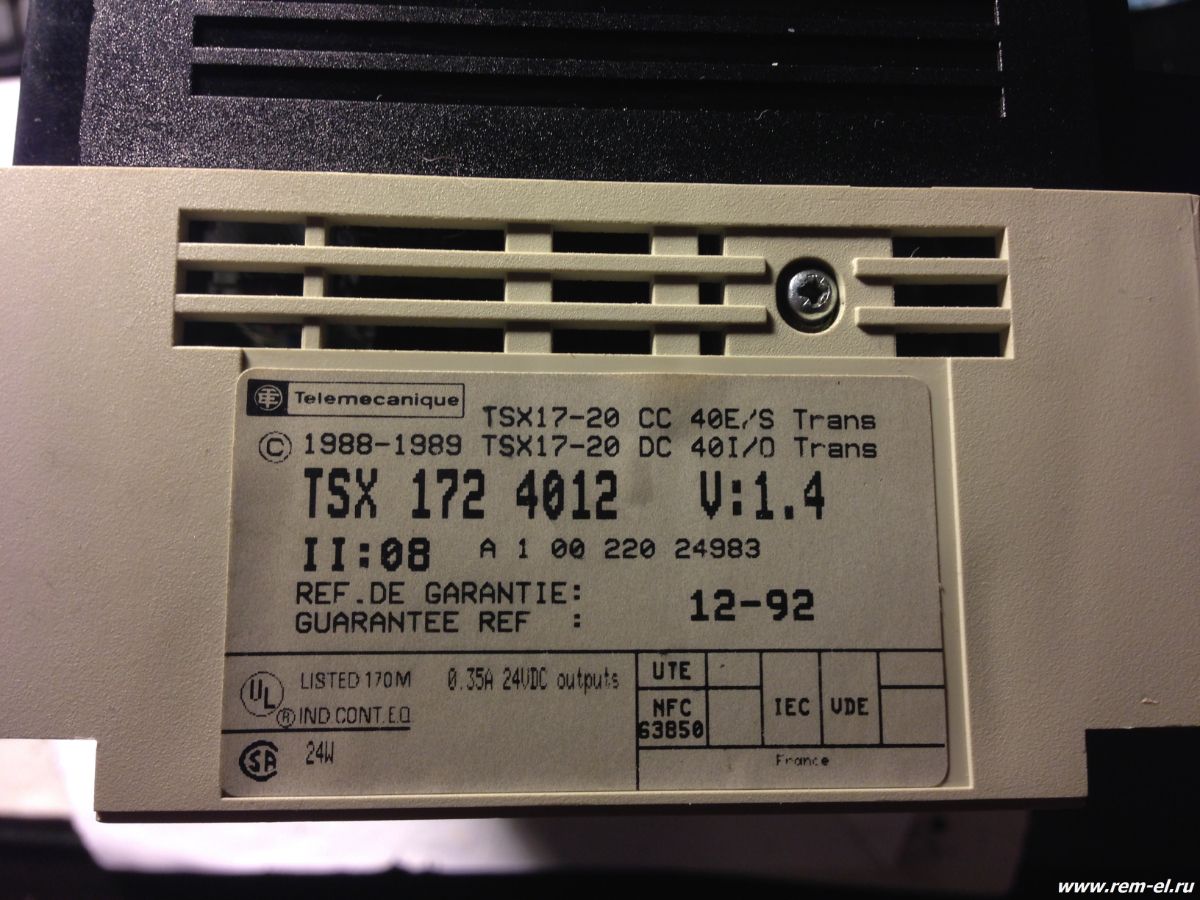 Telemecanique
TSX17-20 CC 40E/S Trans
© 1988-1989 TSX17-20 DC 40I/O Trans
TSX 172 4012 V:1.4
II:08 A 1 00 220 24983
REF.DE GARANTIE:
GUARANTEE REF :
12-92
UL LISTED 170M 0.35A 24VDC outputs
® IND.CONT.EQ
SA 24W
UTE
NFC
63850
IEC VDE
France
www.rem-el.ru